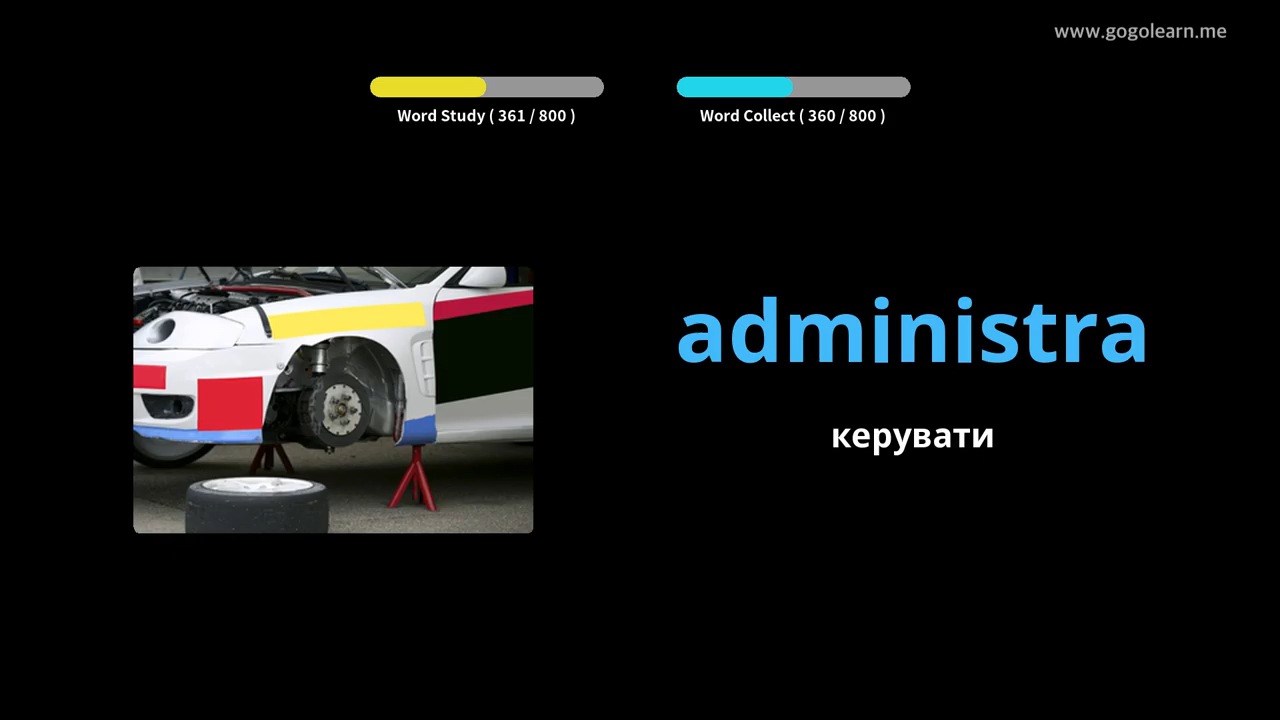 www.gogolearn.me
Word Study ( 361 / 800 )
Word Collect ( 360 / 800 )
administra
керувати